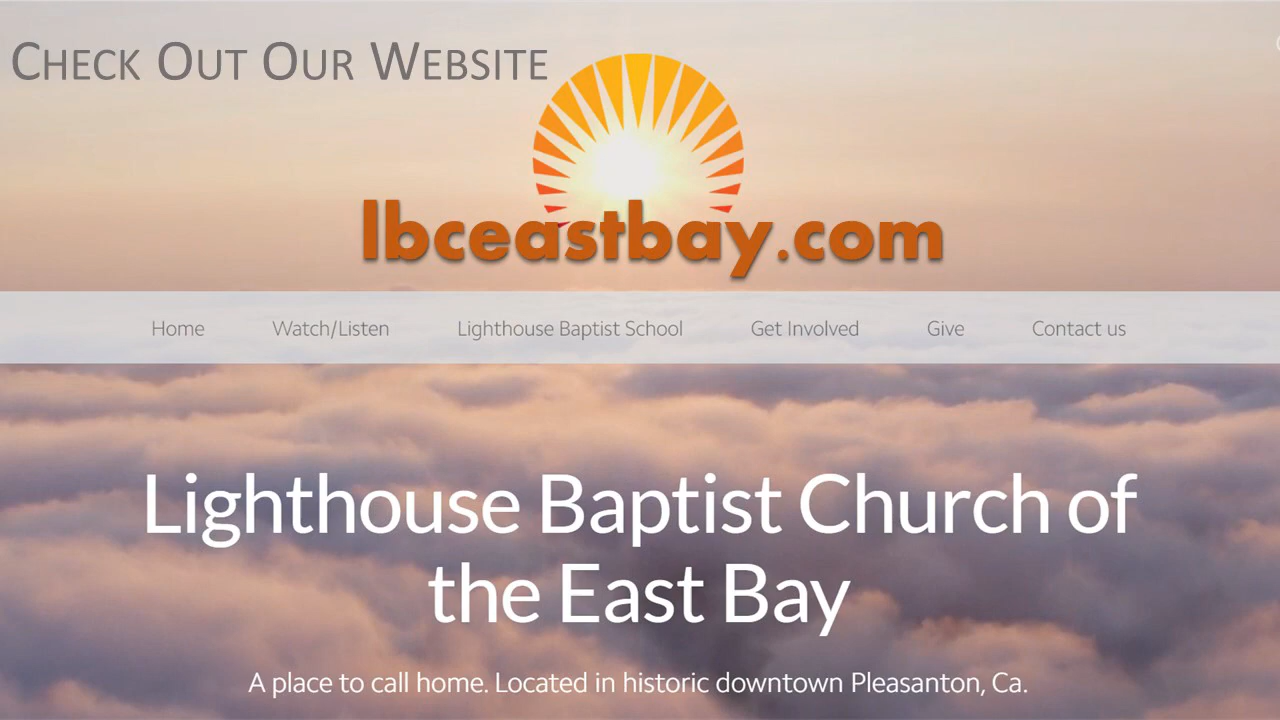 Check Out Our Website
lbceastbay.com
Home Watch/Listen Lighthouse Baptist School Get Involved Give Contact us
Lighthouse Baptist Church of
the East Bay
A place to call home. Located in historic downtown Pleasanton, Ca.